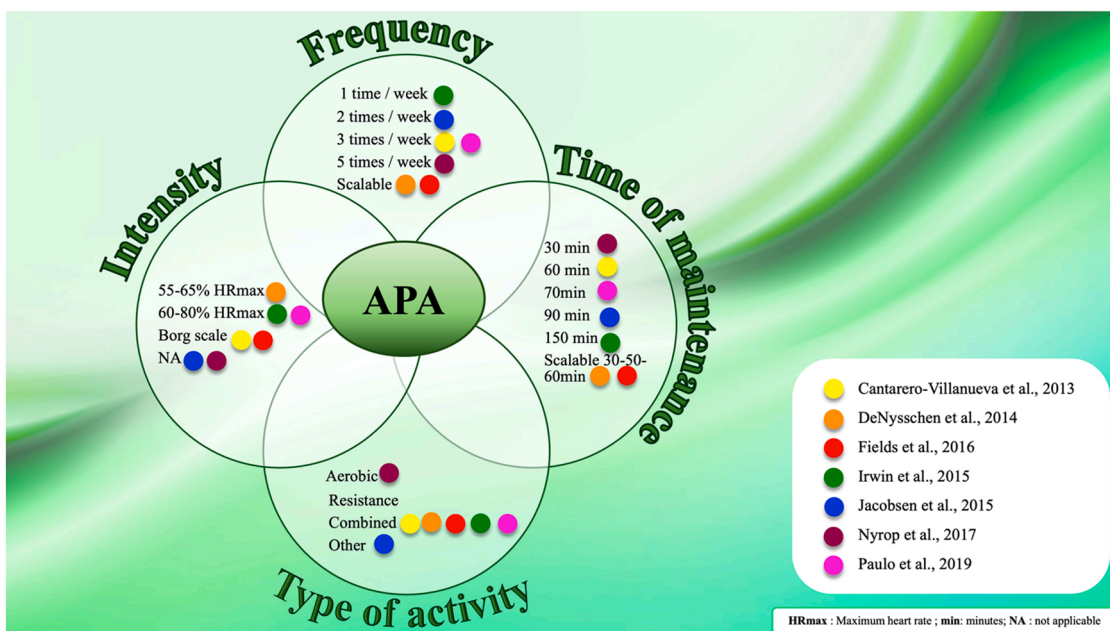 Frequency
1 time / week
2 times / week
3 times / week
5 times / week
Scalable
Intensity
55-65% HRmax
60-80% HRmax
Borg scale
NA
APA
Time of maintenance
30 min
60 min
70min
90 min
150 min
Scalable 30-50-
60min
Aerobic
Resistance
Combined
Other
Type of activity
Cantarero-Villanueva et al., 2013
DeNysschen et al., 2014
Fields et al., 2016
Irwin et al., 2015
Jacobsen et al., 2015
Nyrop et al., 2017
Paulo et al., 2019
HRmax : Maximum heart rate ; min: minutes; NA : not applicable